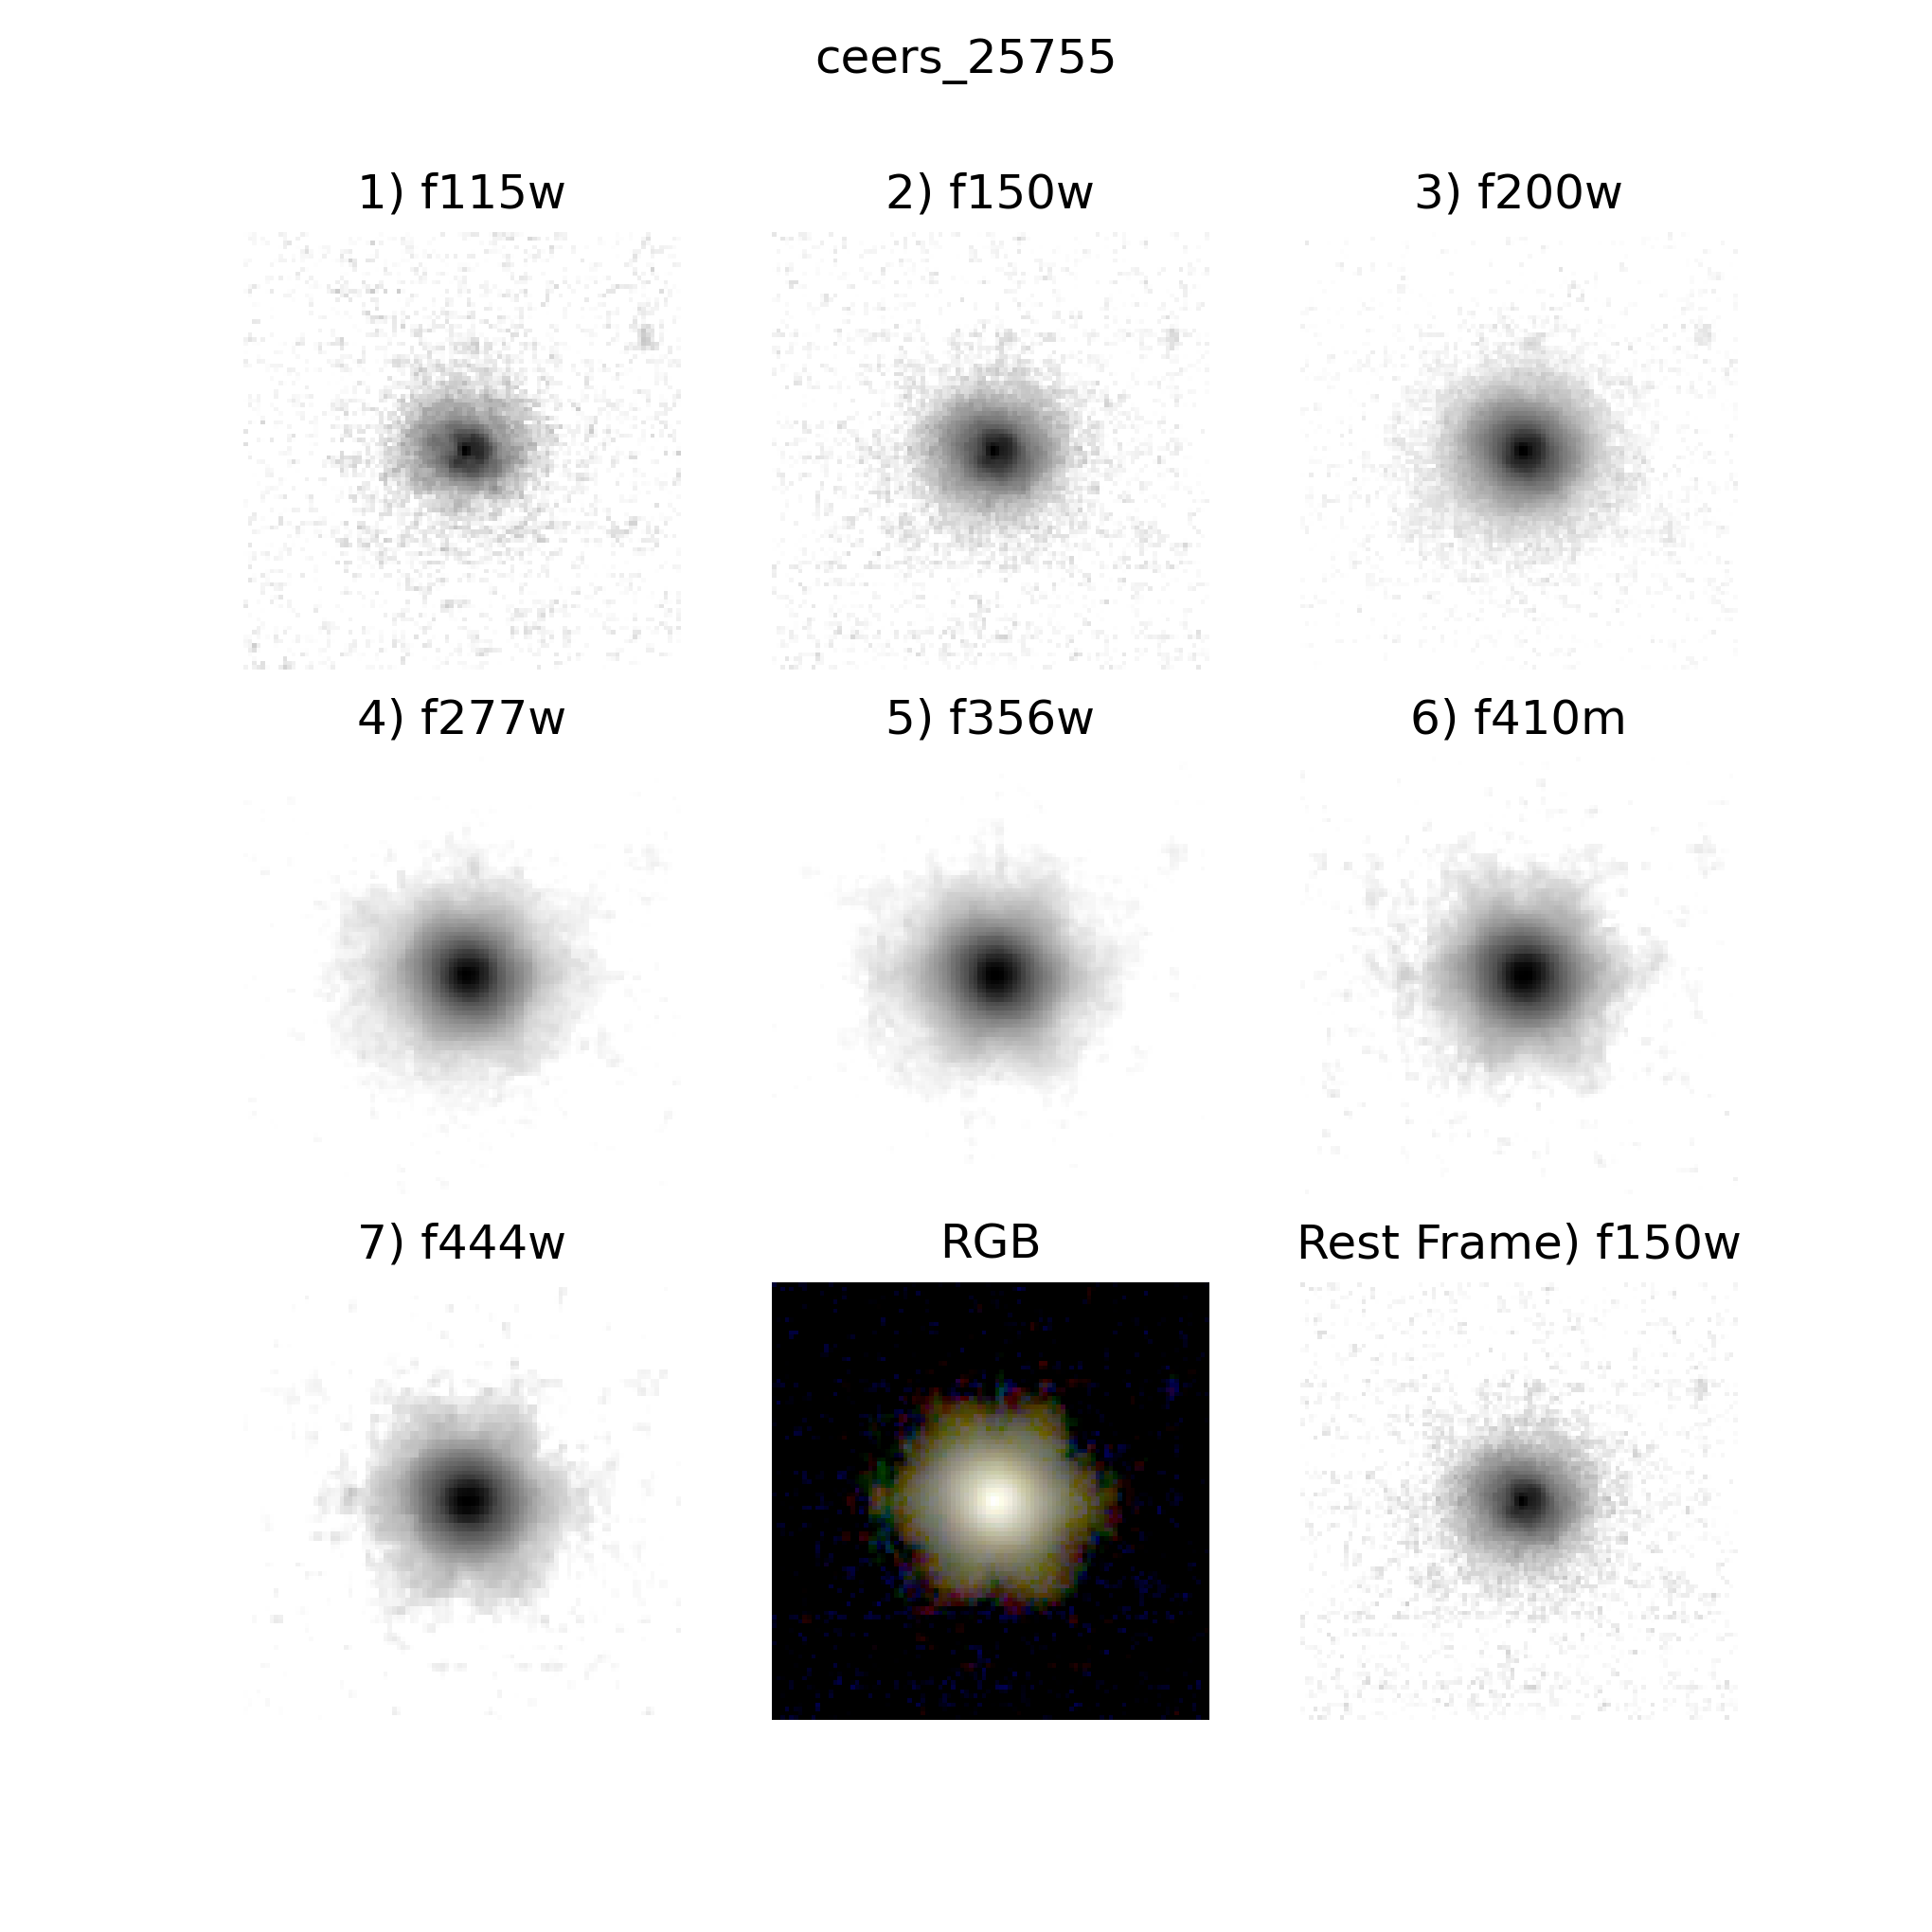 ceers_25755
1) f115w
2) f150w
3) f200w
4) f277w
5) f356w
6) f410m
7) f444w
RGB
Rest Frame) f150w